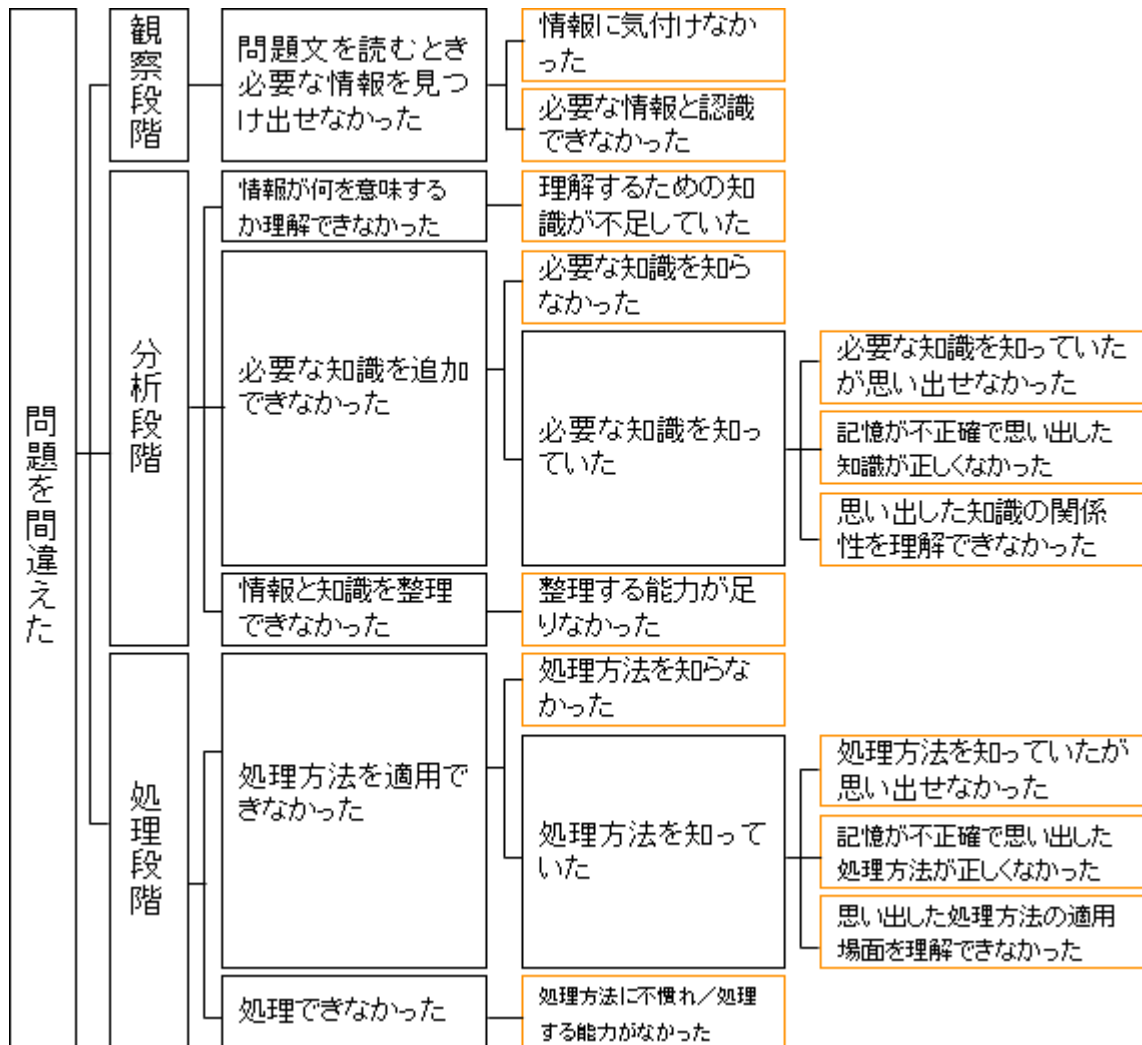 問題を間違えた
観察段階
問題文を読むとき
必要な情報を見つ
け出せなかった
情報に気付けなか
った
必要な情報と認識
できなかった
分析段階
情報が何を意味する
か理解できなかった
理解するための知
識が不足していた
必要な知識を追加
できなかった
必要な知識を知ら
なかった
必要な知識を知っ
ていた
必要な知識を知っていた
が思い出せなかった
記憶が不正確で思い出した
知識が正しくなかった
思い出した知識の関係
性を理解できなかった
情報と知識を整理
できなかった
整理する能力が足
りなかった
処理段階
処理方法を適用で
きなかった
処理方法を知らな
かった
処理方法を知って
いた
処理方法を知っていたが
思い出せなかった
記憶が不正確で思い出した
処理方法が正しくなかった
思い出した処理方法の適用
場面を理解できなかった
処理できなかった
処理方法に不慣れ／処理
する能力がなかった